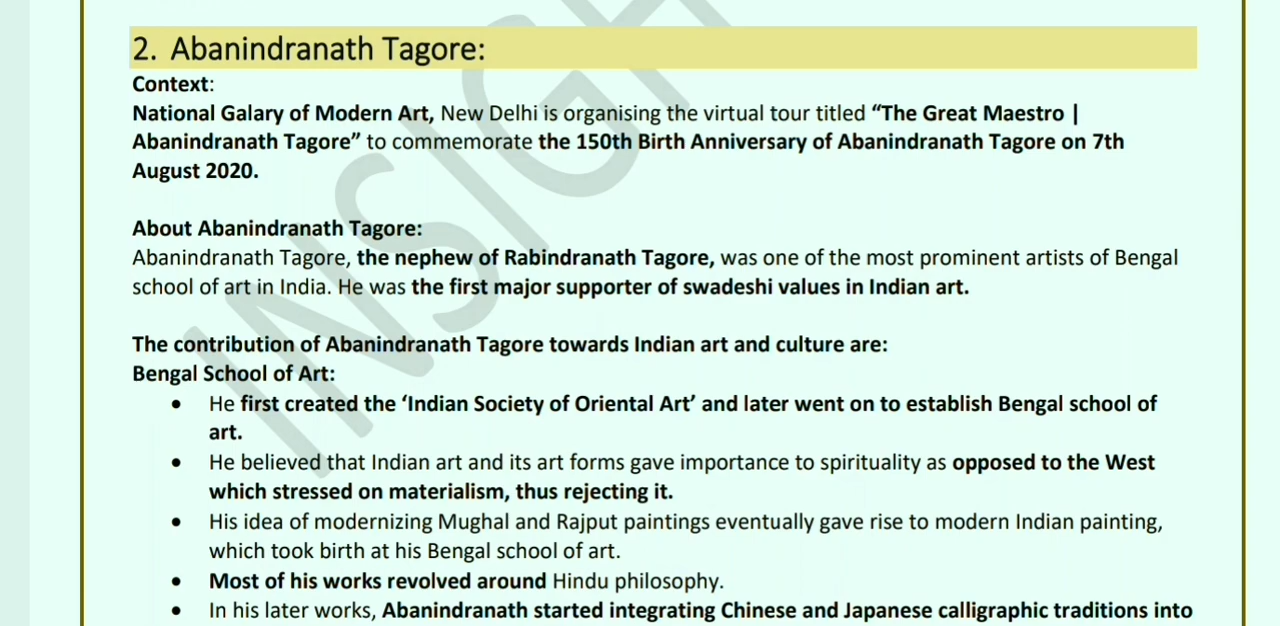 2. Abanindranath Tagore:
Context:
National Galary of Modern Art, New Delhi is organising the virtual tour titled “The Great Maestro |
Abanindranath Tagore” to commemorate the 150th Birth Anniversary of Abanindranath Tagore on 7th
August 2020.
About Abanindranath Tagore:
Abanindranath Tagore, the nephew of Rabindranath Tagore, was one of the most prominent artists of Bengal
school of art in India. He was the first major supporter of swadeshi values in Indian art.
The contribution of Abanindranath Tagore towards Indian art and culture are:
Bengal School of Art:
• He first created the ‘Indian Society of Oriental Art’ and later went on to establish Bengal school of
art.
• He believed that Indian art and its art forms gave importance to spirituality as opposed to the West
which stressed on materialism, thus rejecting it.
• His idea of modernizing Mughal and Rajput paintings eventually gave rise to modern Indian painting,
which took birth at his Bengal school of art.
• Most of his works revolved around Hindu philosophy.
• In his later works, Abanindranath started integrating Chinese and Japanese calligraphic traditions into
INSIGH